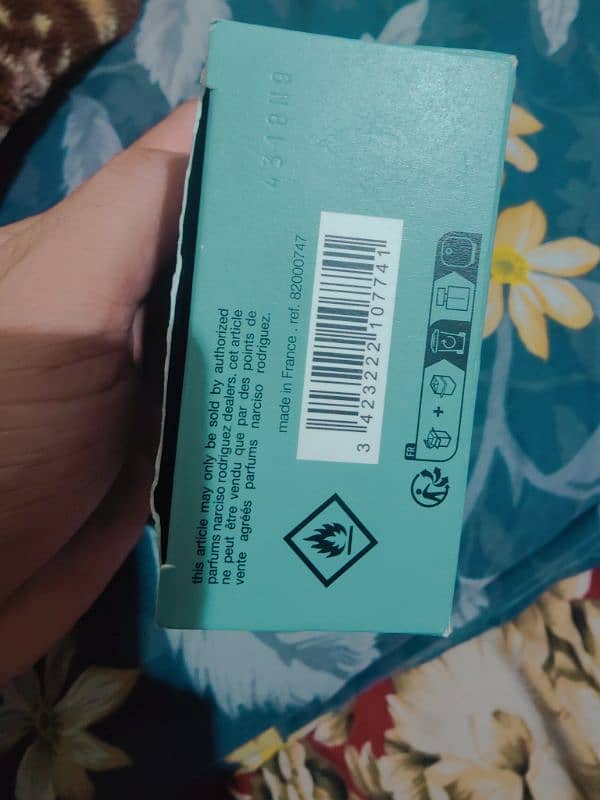 4318N9
this article may only be sold by authorized
parfums narciso rodriguez dealers. cet article
ne peut être vendu que par des points de
vente agréés parfums narciso rodriguez.
made in France . ref. 82000747
3 423222 107741
FR